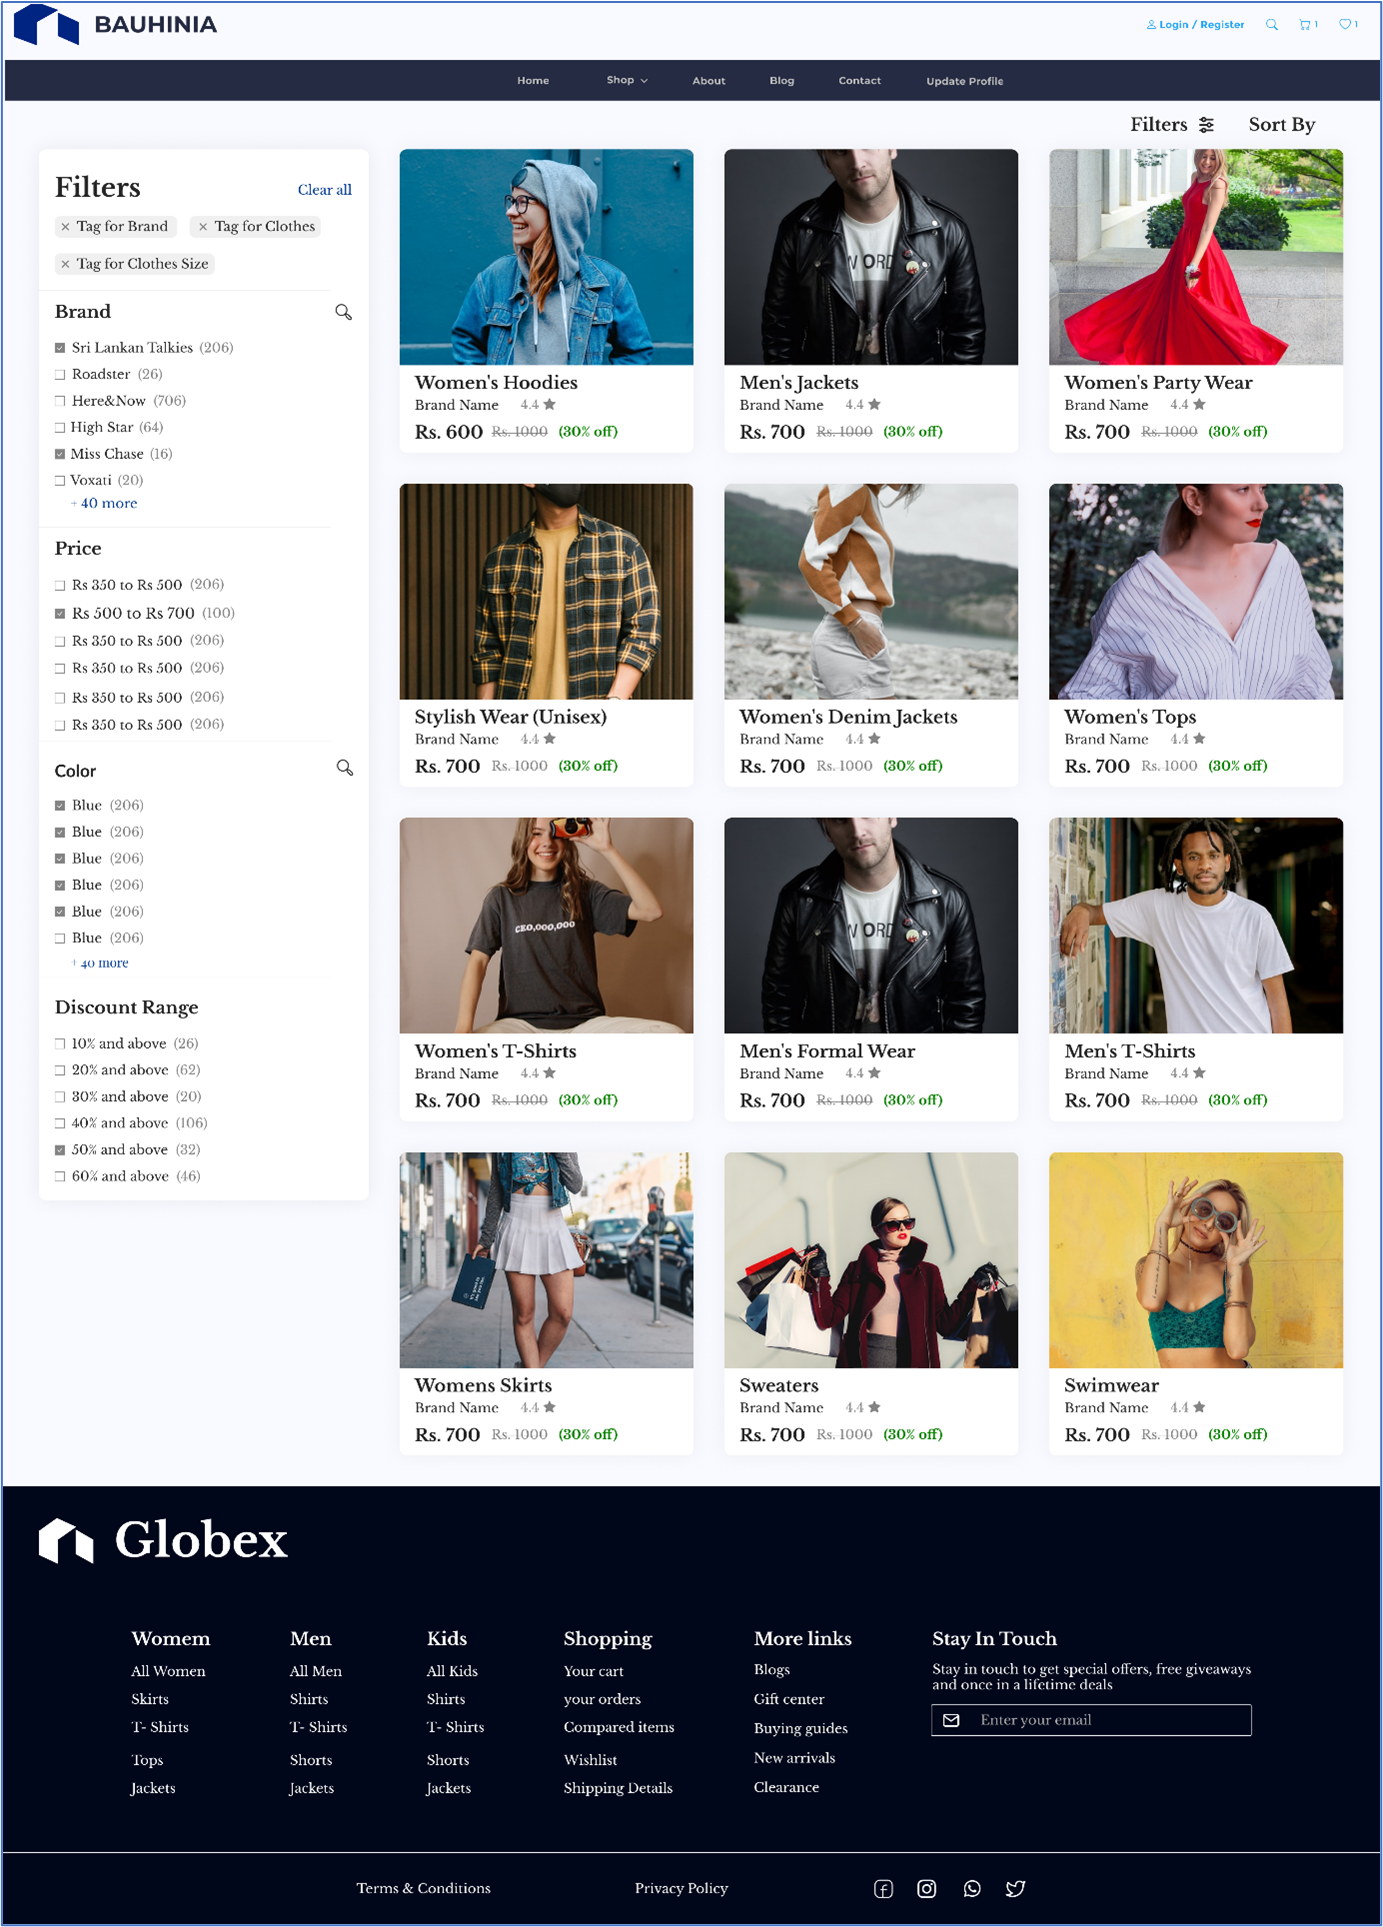 BAUHINIA
Login / Register 1 1
Home Shop About Blog Contact Update Profile
Filters Sort By
Filters Clear all
× Tag for Brand × Tag for Clothes
× Tag for Clothes Size
Brand
Sri Lankan Talkies (206)
Roadster (26)
Here&Now (706)
High Star (64)
Miss Chase (16)
Voxati (20)
+ 40 more
Price
Rs 350 to Rs 500 (206)
Rs 500 to Rs 700 (100)
Rs 350 to Rs 500 (206)
Rs 350 to Rs 500 (206)
Rs 350 to Rs 500 (206)
Rs 350 to Rs 500 (206)
Color
Blue (206)
Blue (206)
Blue (206)
Blue (206)
Blue (206)
Blue (206)
+ 40 more
Discount Range
10% and above (26)
20% and above (62)
30% and above (20)
40% and above (106)
50% and above (32)
60% and above (46)
Women's Hoodies
Brand Name 4.4
Rs. 600 Rs. 1000 (30% off)
W ORD
Men's Jackets
Brand Name 4.4
Rs. 700 Rs. 1000 (30% off)
Women's Party Wear
Brand Name 4.4
Rs. 700 Rs. 1000 (30% off)
Stylish Wear (Unisex)
Brand Name 4.4
Rs. 700 Rs. 1000 (30% off)
Women's Denim Jackets
Brand Name 4.4
Rs. 700 Rs. 1000 (30% off)
Women's Tops
Brand Name 4.4
Rs. 700 Rs. 1000 (30% off)
CEO,000,000
Women's T-Shirts
Brand Name 4.4
Rs. 700 Rs. 1000 (30% off)
W ORD
Men's Formal Wear
Brand Name 4.4
Rs. 700 Rs. 1000 (30% off)
Men's T-Shirts
Brand Name 4.4
Rs. 700 Rs. 1000 (30% off)
Womens Skirts
Brand Name 4.4
Rs. 700 Rs. 1000 (30% off)
Sweaters
Brand Name 4.4
Rs. 700 Rs. 1000 (30% off)
Swimwear
Brand Name 4.4
Rs. 700 Rs. 1000 (30% off)
Globex
Womem
All Women
Skirts
T- Shirts
Tops
Jackets
Men
All Men
Shirts
T- Shirts
Shorts
Jackets
Kids
All Kids
Shirts
T- Shirts
Shorts
Jackets
Shopping
Your cart
your orders
Compared items
Wishlist
Shipping Details
More links
Blogs
Gift center
Buying guides
New arrivals
Clearance
Stay In Touch
Stay in touch to get special offers, free giveaways
and once in a lifetime deals
Enter your email
Terms & Conditions Privacy Policy